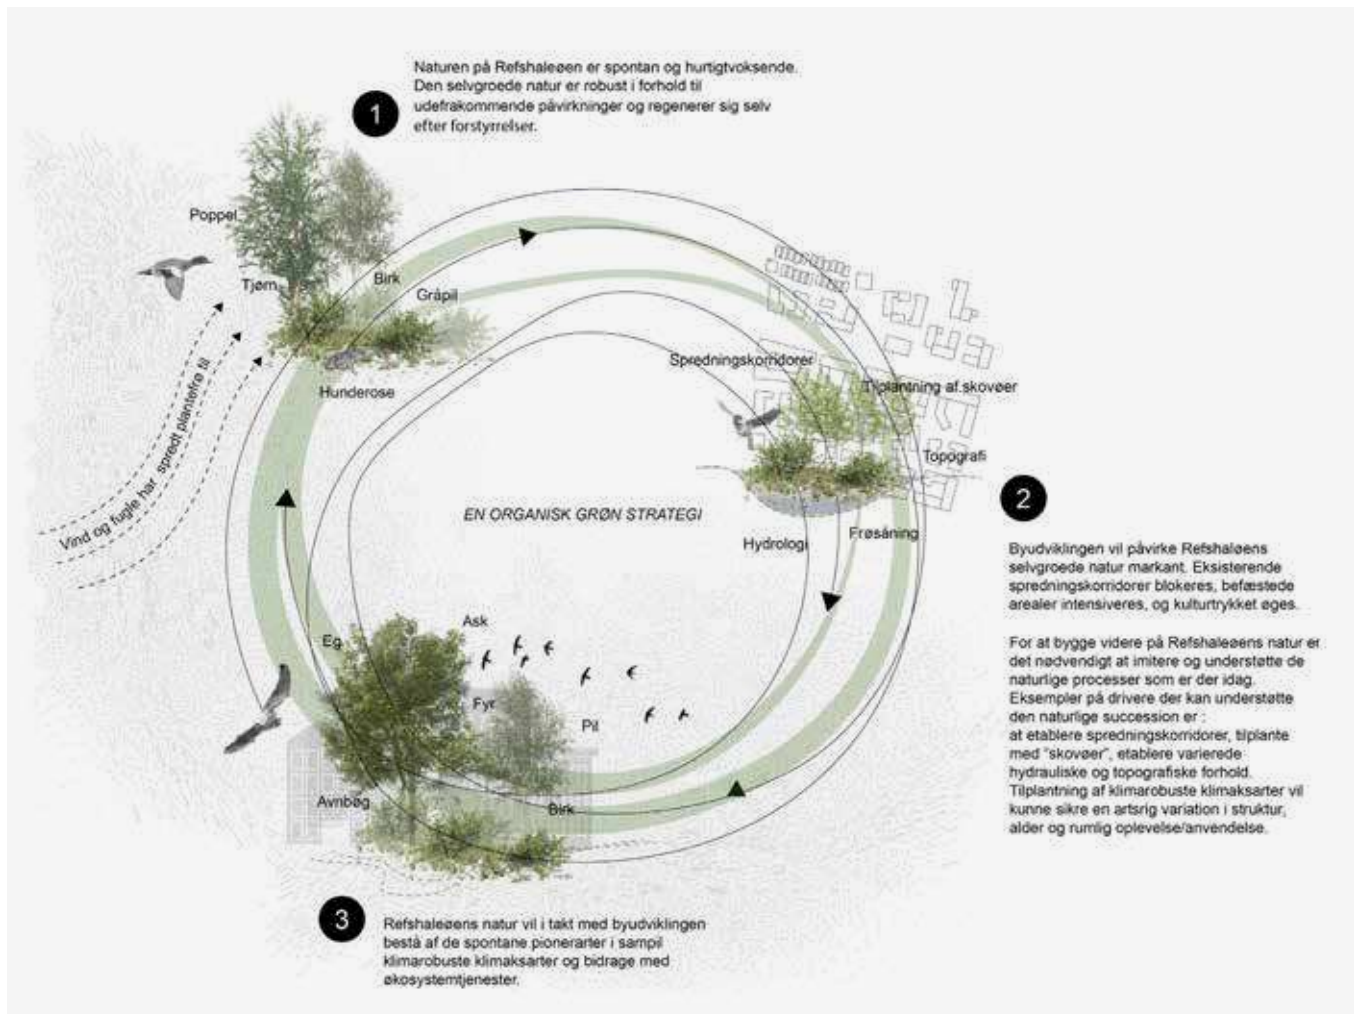 1
Naturen på Refshaleøen er spontan og hurtigtvoksende.
Den selvgroede natur er robust i forhold til
udefrakommende påvirkninger og regenerer sig selv
efter forstyrrelser.
Poppel
Tjørn
Birk
Gråpil
Hunderose
Vind og fugle har spredt plantefrø til
Spredningskorridorer
Tilplantning af skovøer
Topografi
Hydrologi
Frøsåning
EN ORGANISK GRØN STRATEGI
2
Byudviklingen vil påvirke Refshaløens
selvgroede natur markant. Eksisterende
spredningskorridorer blokeres, befæstede
arealer intensiveres, og kulturtrykket øges.
For at bygge videre på Refshaleøens natur er
det nødvendigt at imitere og understøtte de
naturlige processer som er der idag.
Eksempler på drivere der kan understøtte
den naturlige succession er :
at etablere spredningskorridorer, tilplante
med "skovøer", etablere varierede
hydrauliske og topografiske forhold.
Tilplantning af klimarobuste klimaksarter vil
kunne sikre en artsrig variation i struktur,
alder og rumlig oplevelse/anvendelse.
Eg
Ask
Fyr
Pil
Avnbøg
Birk
3
Refshaleøens natur vil i takt med byudviklingen
bestå af de spontane pionerarter i sampil
klimarobuste klimaksarter og bidrage med
økosystemtjenester.